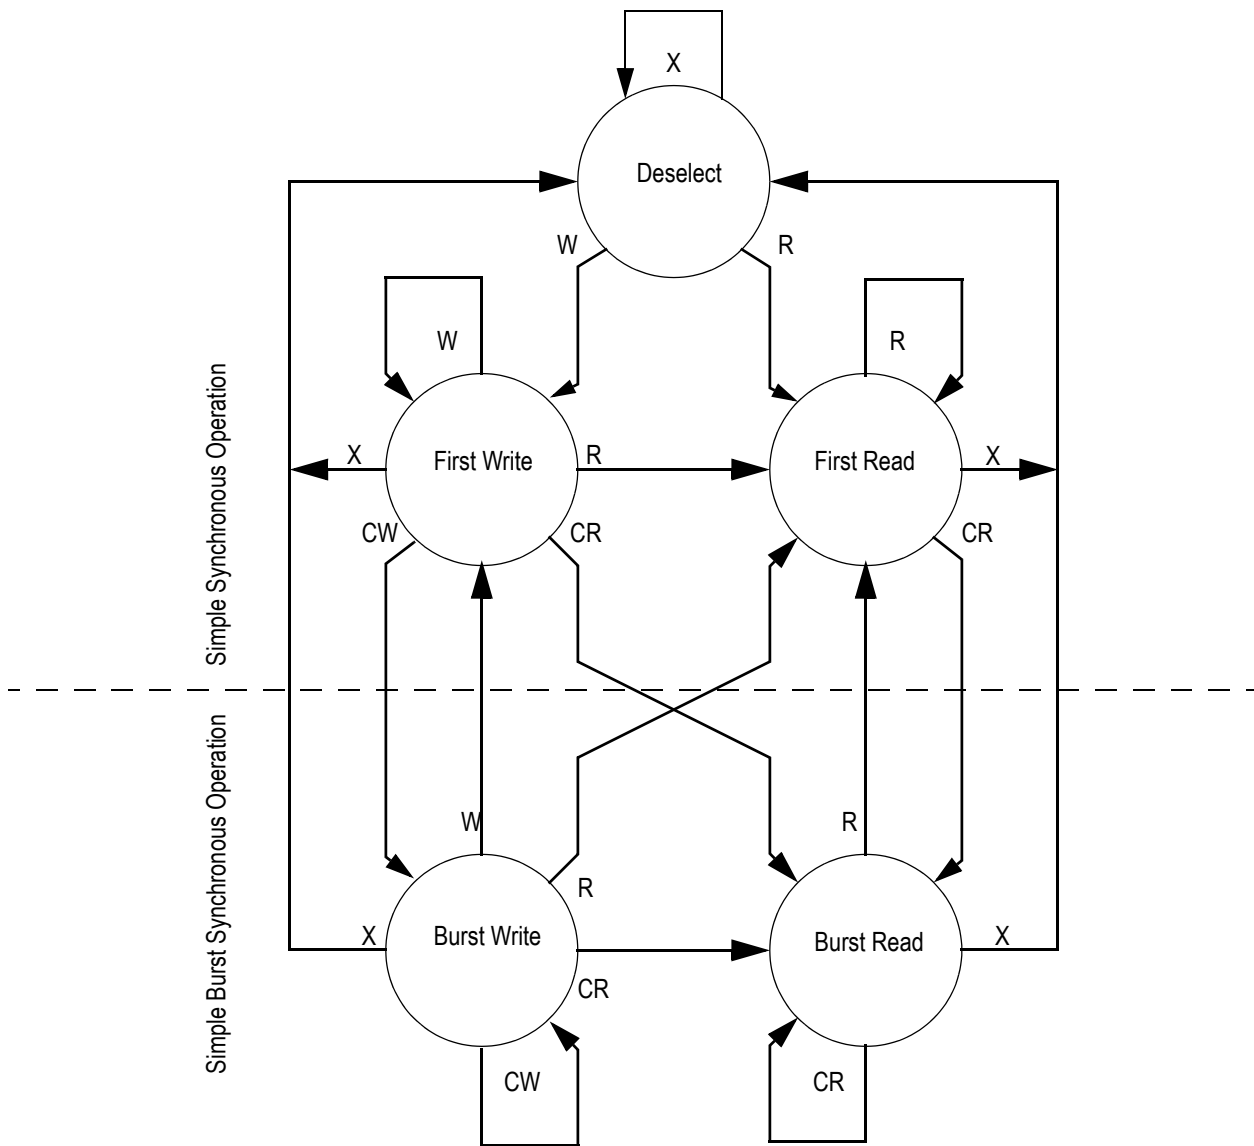 X
Deselect
W
R
W
R
X
First Write
R
First Read
X
CW
CR
CR
Simple Synchronous Operation
Simple Burst Synchronous Operation
W
R
R
X
Burst Write
Burst Read
X
CR
CW
CR